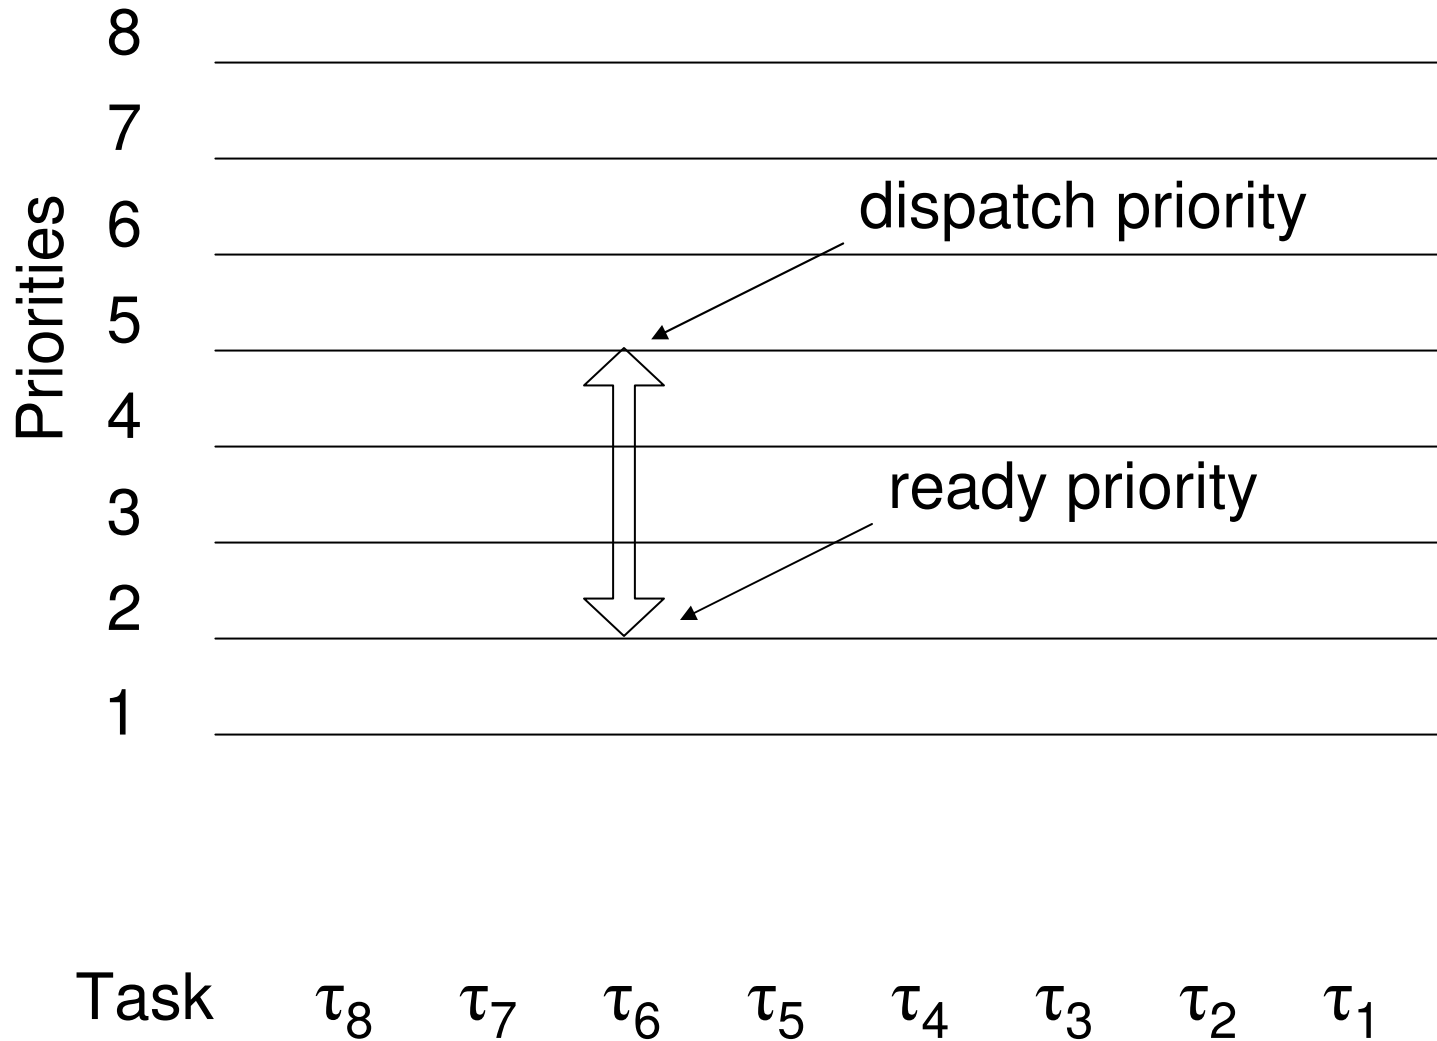 8
7
dispatch priority
6
Priorities
5
4
ready priority
3
2
1
Task τ8 τ7 τ6 τ5 τ4 τ3 τ2 τ1